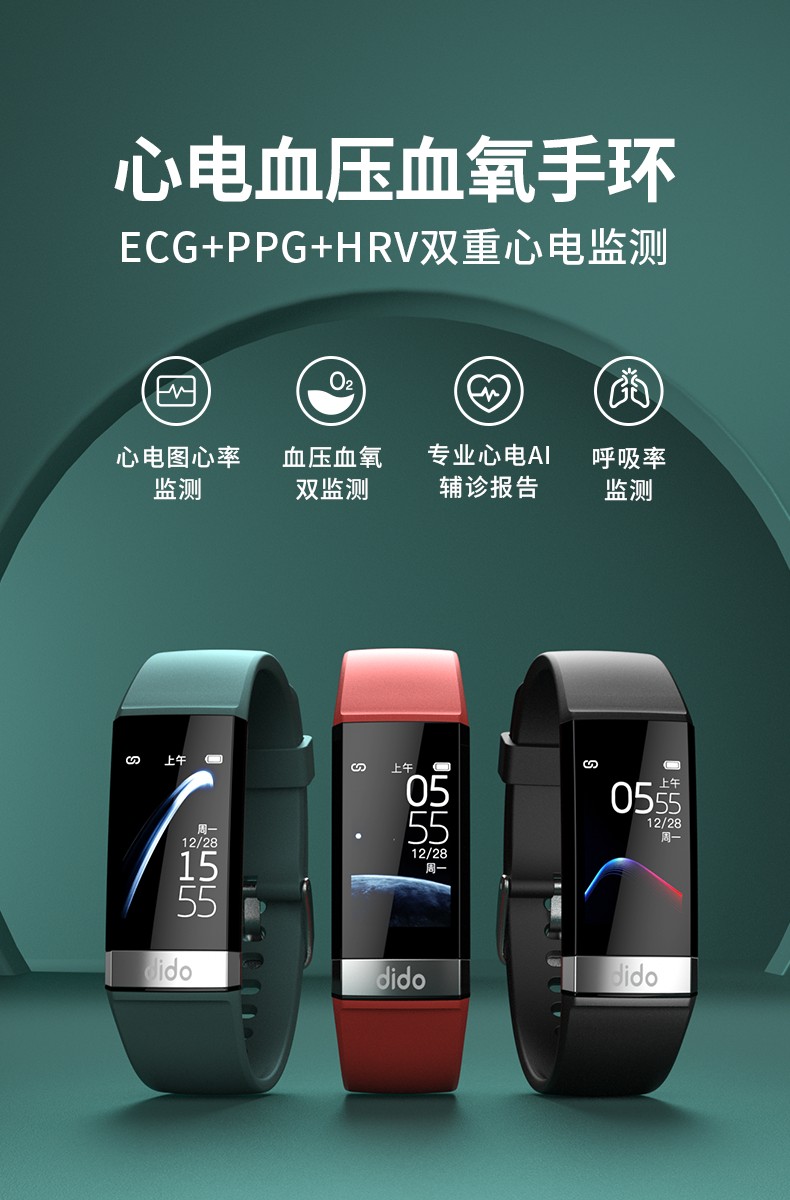 心电血压血氧手环
ECG+PPG+HRV双重心电监测
O2
心电图心率
监测
血压血氧
双监测
专业心电AI
辅诊报告
呼吸率
监测
上午
周一
12/28
15
55
dido
上午
05
55
12/28
周一
dido
上午
0555
12/28
周一
dido